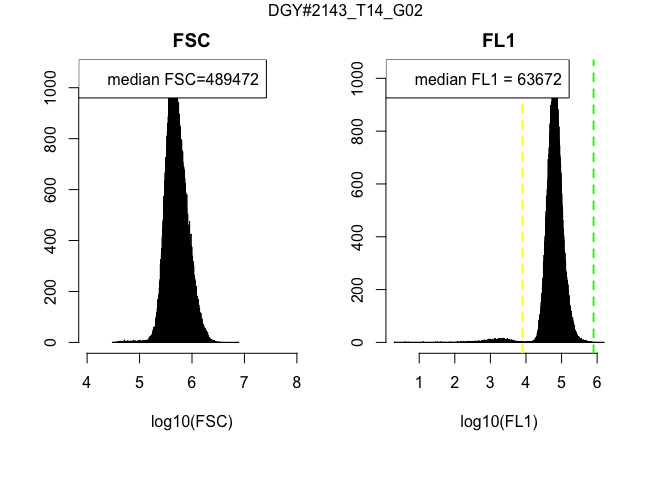 DGY#2143_T14_G02
FSC
median FSC=489472
0
200
400
600
800
1000
4 5 6 7 8
log10(FSC)
FL1
median FL1 = 63672
0
200
400
600
800
1000
1 2 3 4 5 6
log10(FL1)